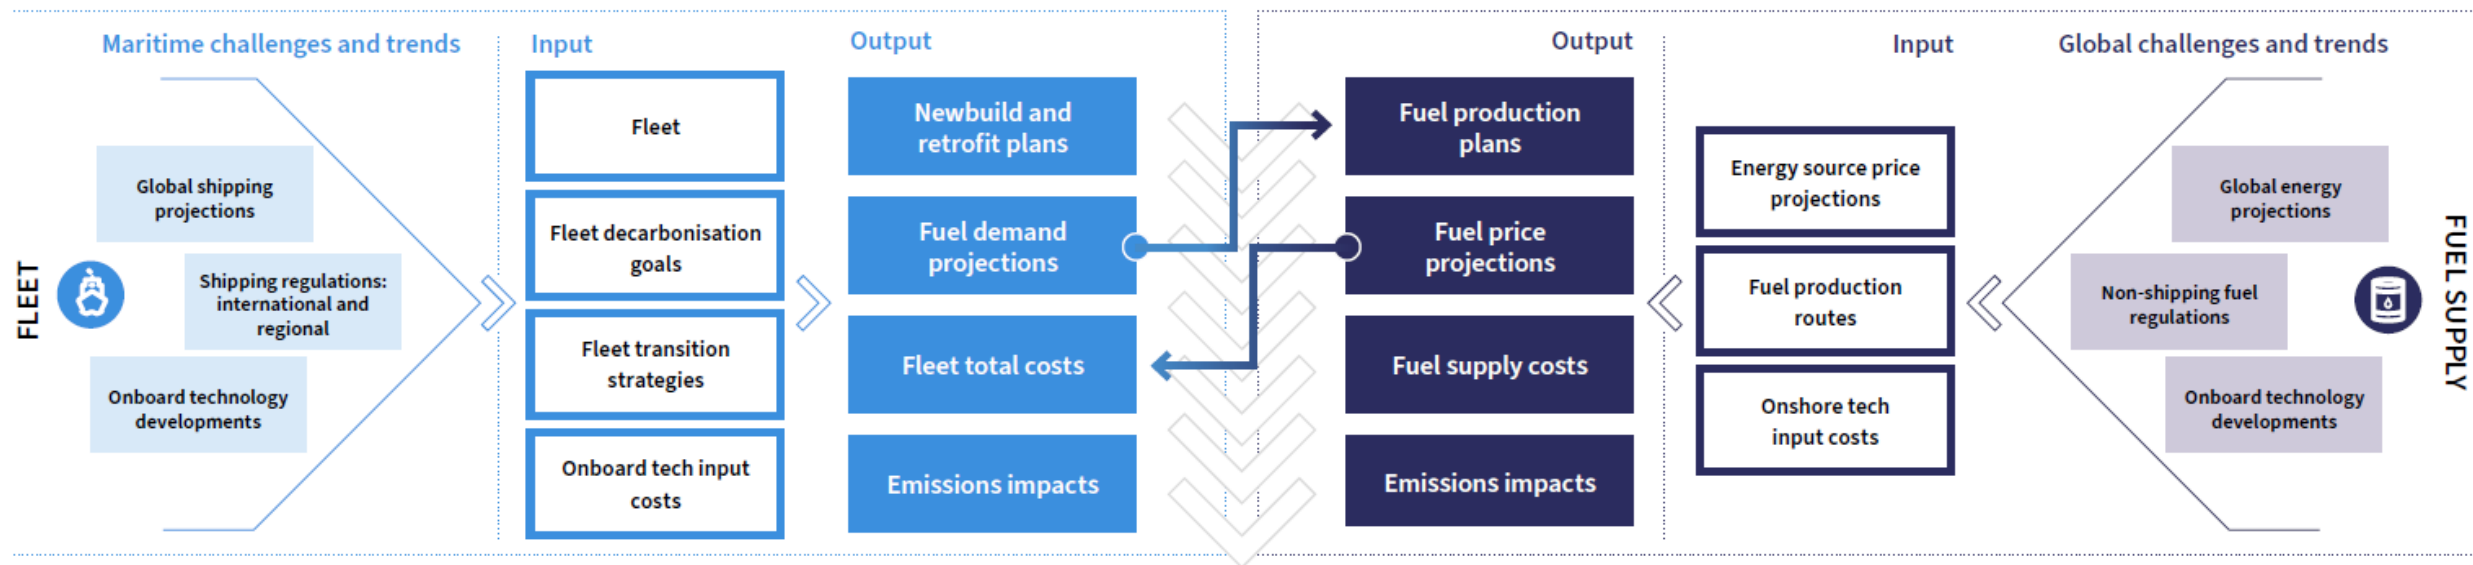 FLEET
Maritime challenges and trends
Global shipping
projections
Shipping regulations:
international and
regional
Onboard technology
developments
Input
Fleet
Fleet decarbonisation
goals
Fleet transition
strategies
Onboard tech input
costs
Output
Newbuild and
retrofit plans
Fuel demand
projections
Fleet total costs
Emissions impacts
Output
Fuel production
plans
Fuel price
projections
Fuel supply costs
Emissions impacts
Input
Energy source price
projections
Fuel production
routes
Onshore tech
input costs
Global challenges and trends
Global energy
projections
Non-shipping fuel
regulations
Onboard technology
developments
FUEL SUPPLY